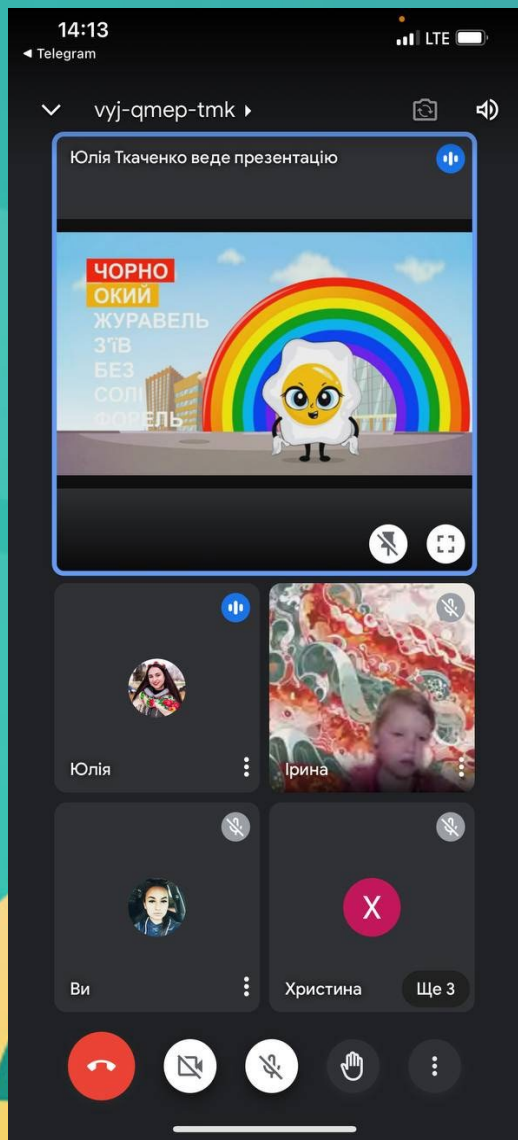 14:13
LTE
◄ Telegram
vyj-qmep-tmk
Юлія Ткаченко веде презентацію
ЧОРНО
ОКИЙ
ЖУРАВЕЛЬ
З'ЇВ
БЕЗ
СОЛІ
ФОРЕЛЬ
Юлія
Ірина
Ви
X
Христина
Ще 3